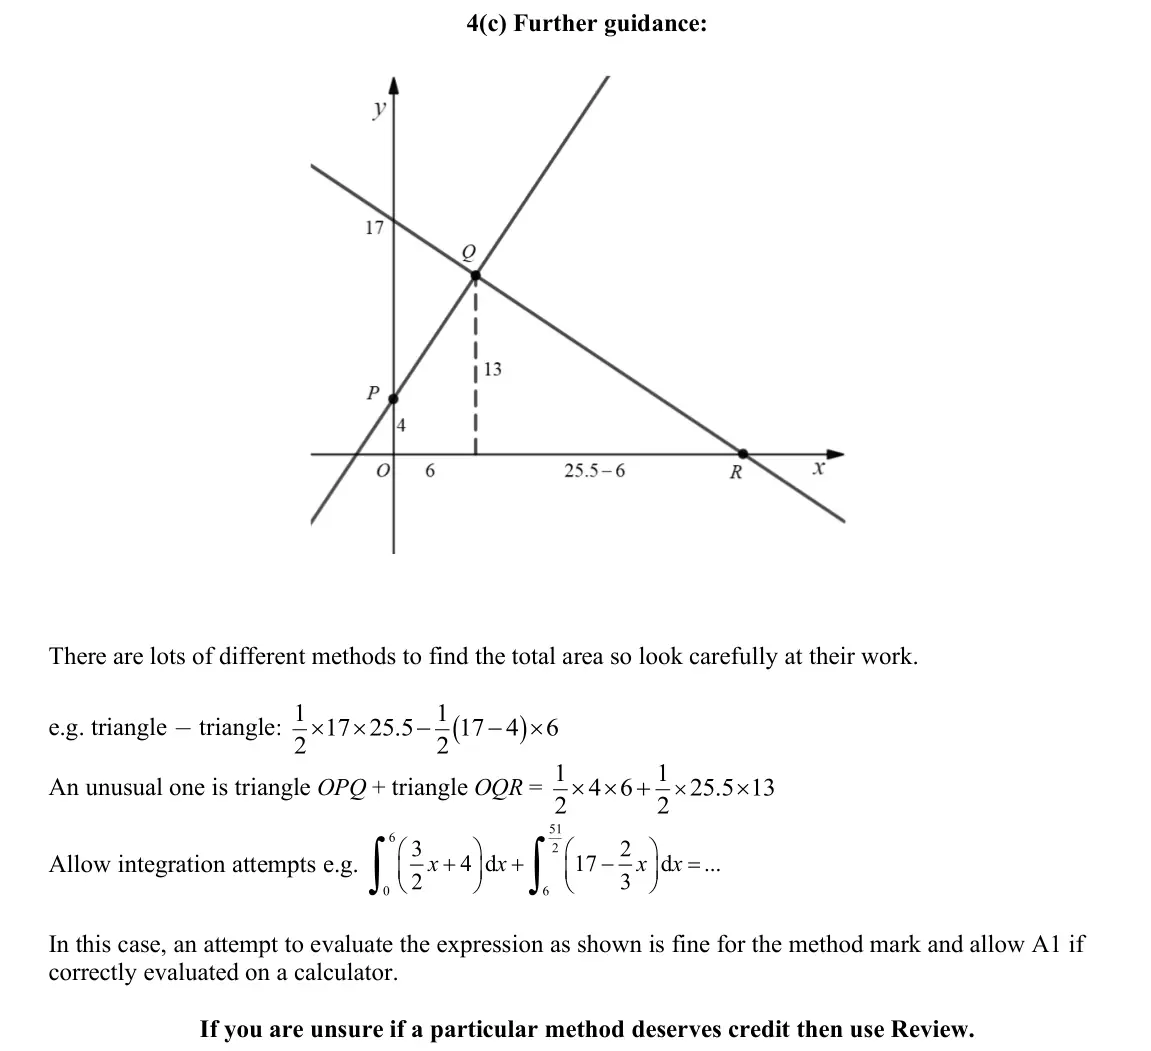 4(c) Further guidance:
y
17
Q
13
P
4
O 6 25.5 – 6 R x
There are lots of different methods to find the total area so look carefully at their work.
e.g. triangle – triangle: 1/2 × 17 × 25.5 – 1/2 (17 – 4) × 6
An unusual one is triangle OPQ + triangle OQR = 1/2 × 4 × 6 + 1/2 × 25.5 × 13
Allow integration attempts e.g. ∫₀⁶ (3/2 x + 4) dx + ∫₆^(51/2) (17 – 2/3 x) dx = ...
In this case, an attempt to evaluate the expression as shown is fine for the method mark and allow A1 if
correctly evaluated on a calculator.
If you are unsure if a particular method deserves credit then use Review.